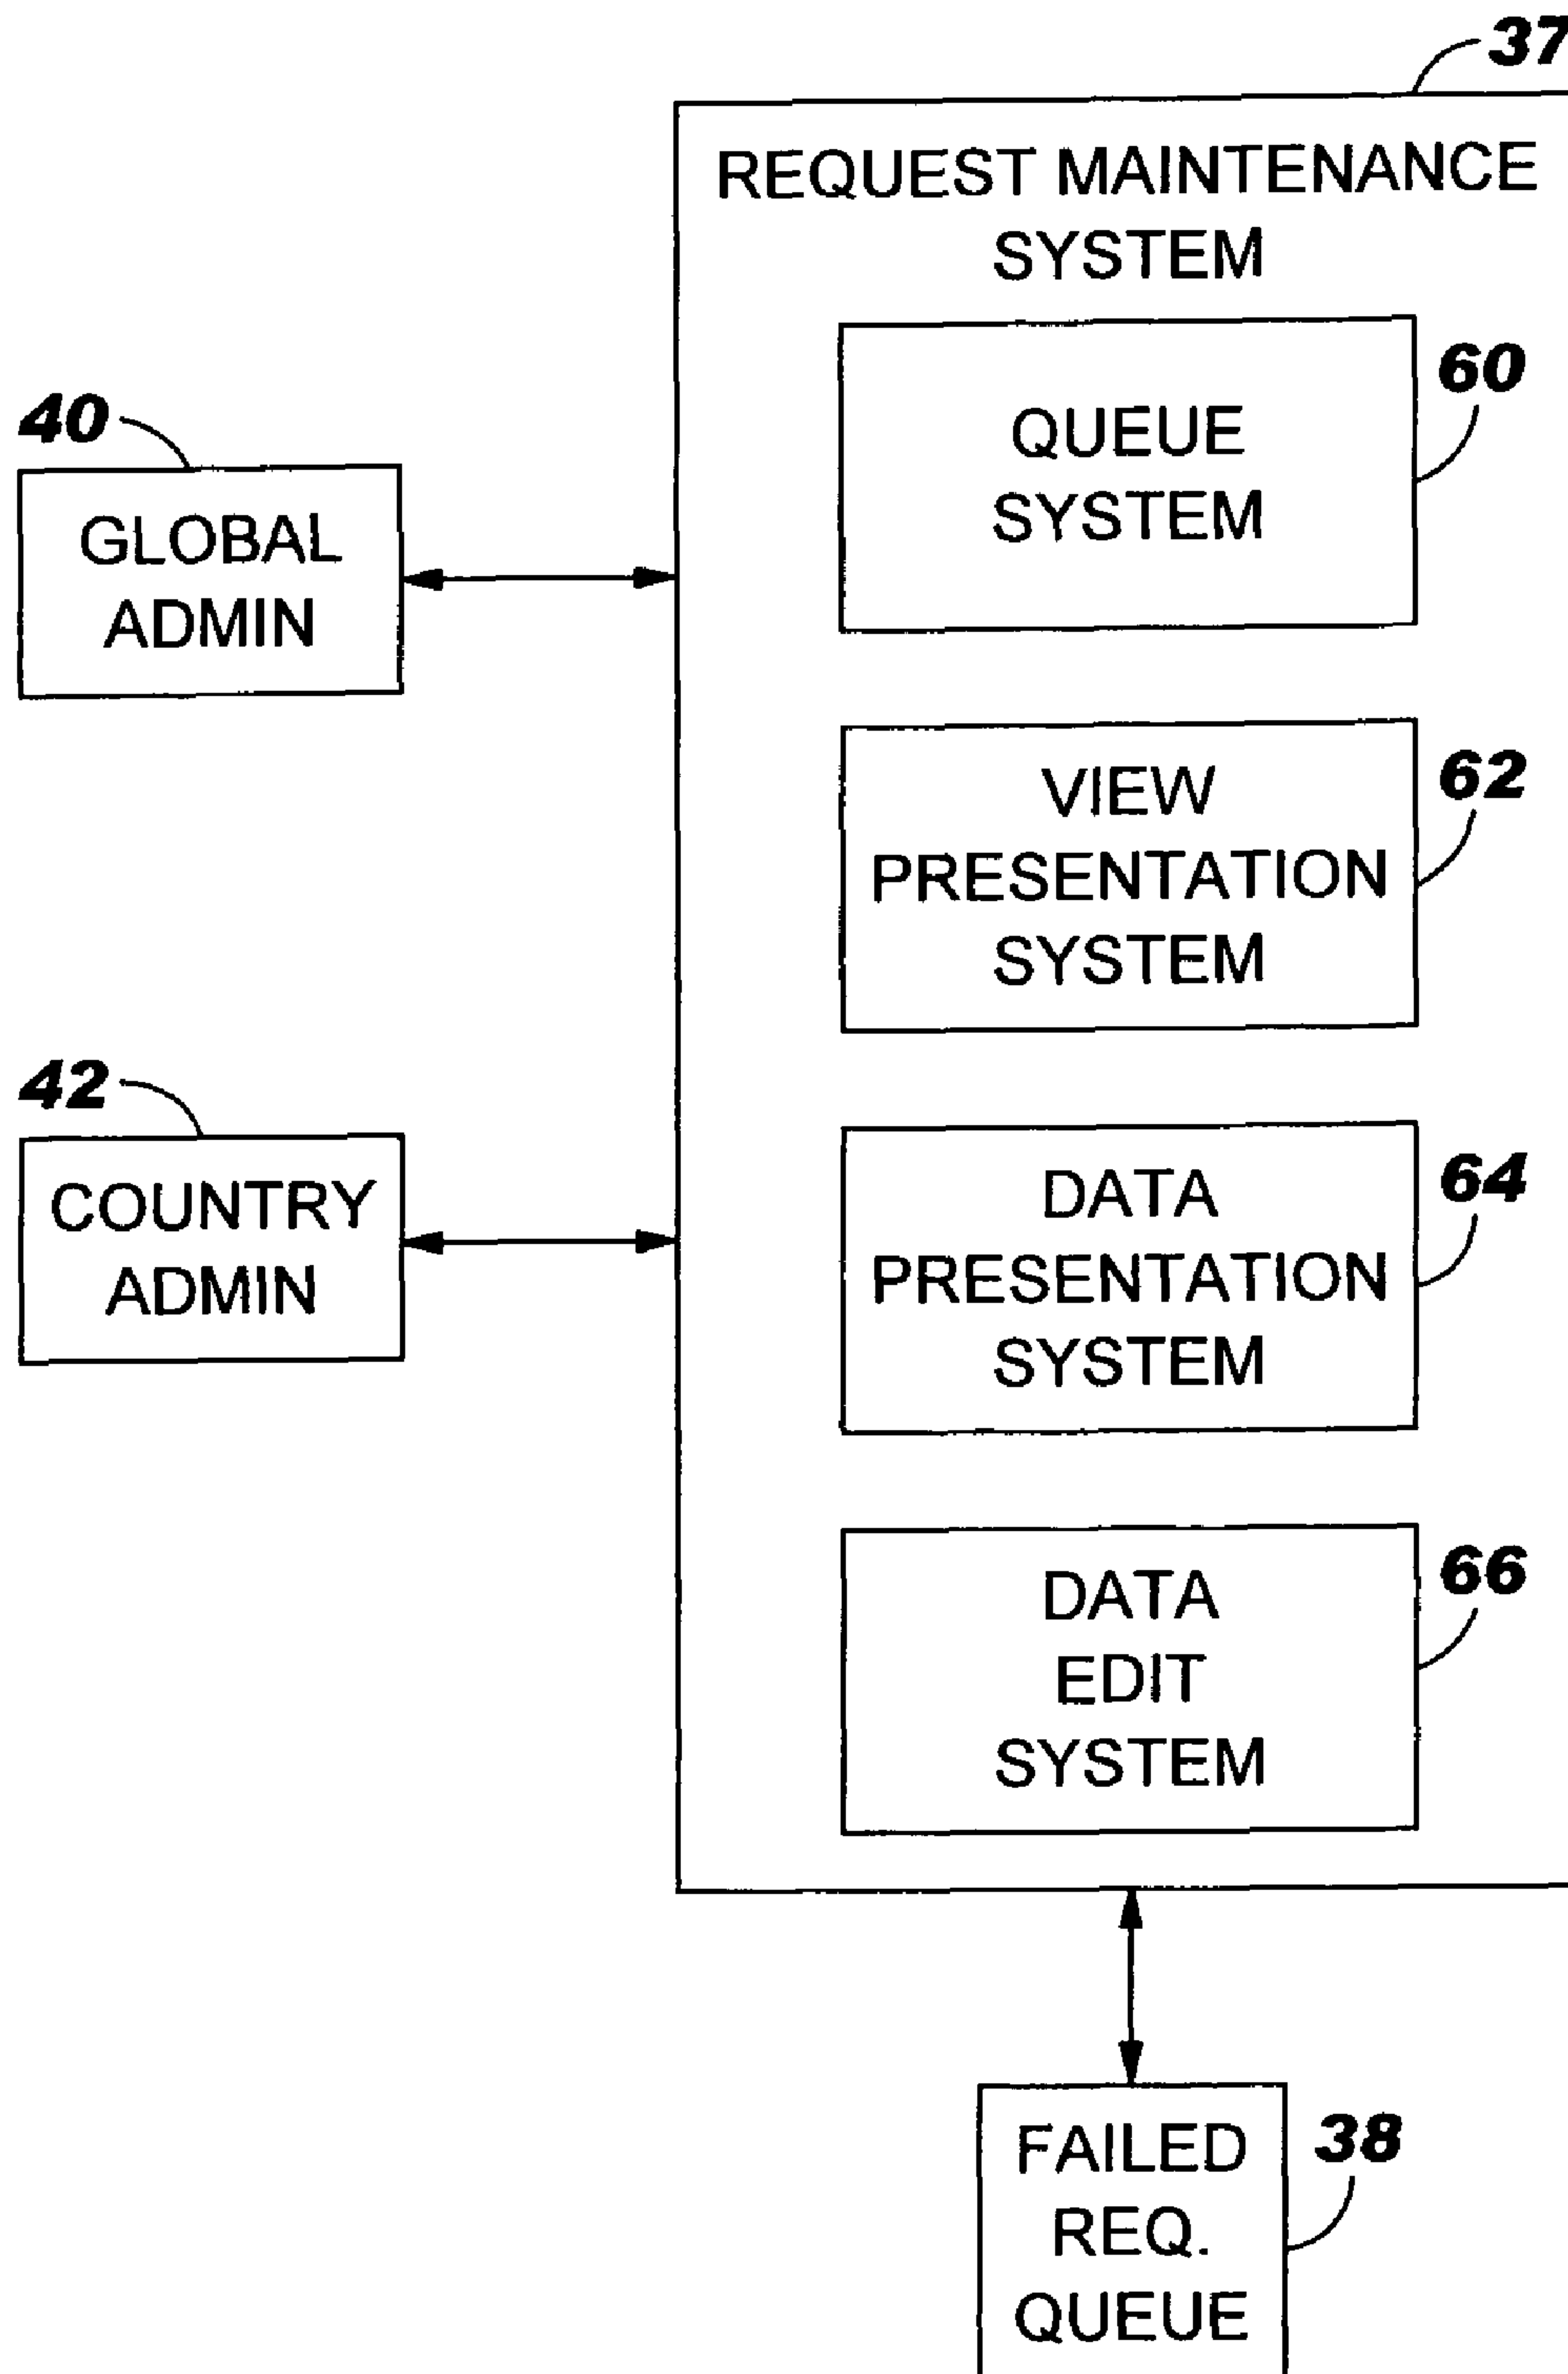 37
REQUEST MAINTENANCE
SYSTEM
60
QUEUE
SYSTEM
40
GLOBAL
ADMIN
62
VIEW
PRESENTATION
SYSTEM
42
COUNTRY
ADMIN
64
DATA
PRESENTATION
SYSTEM
66
DATA
EDIT
SYSTEM
38
FAILED
REQ.
QUEUE